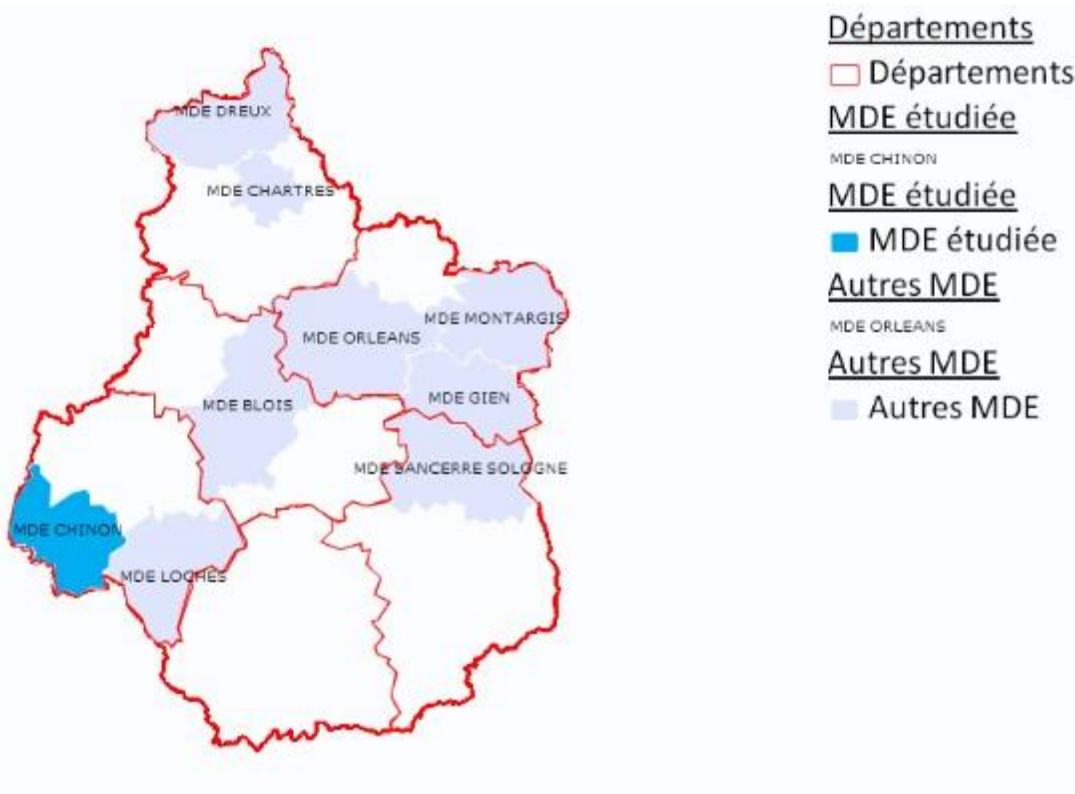 MDE DREUX
MDE CHARTRES
MDE MONTARGIS
MDE ORLEANS
MDE GIEN
MDE BLOIS
MDE SANCERRE SOLOGNE
MDE CHINON
MDE LOCHES
Départements
Départements
MDE étudiée
MDE CHINON
MDE étudiée
MDE étudiée
Autres MDE
MDE ORLEANS
Autres MDE
Autres MDE